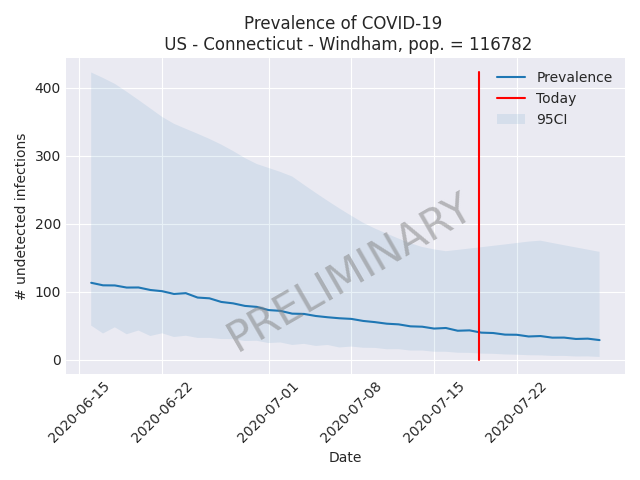 Prevalence of COVID-19
US - Connecticut - Windham, pop. = 116782
# undetected infections
400
300
200
100
0
Prevalence
Today
95CI
PRELIMINARY
2020-06-15
2020-06-22
2020-07-01
2020-07-08
2020-07-15
2020-07-22
Date